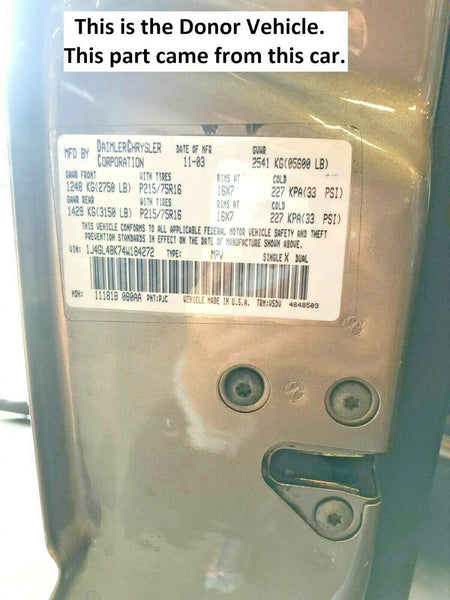 This is the Donor Vehicle.
This part came from this car.
MFD BY DAIMLERCHRYSLER CORPORATION DATE OF MFR 11-03 GVWR 2541 KG(05600 LB)
GAWR FRONT WITH TIRES RIMS AT COLD
1248 KG(2750 LB) P215/75R16 16X7 227 KPA(33 PSI)
GAWR REAR WITH TIRES RIMS AT COLD
1429 KG(3150 LB) P215/75R16 16X7 227 KPA(33 PSI)
THIS VEHICLE CONFORMS TO ALL APPLICABLE FEDERAL MOTOR VEHICLE SAFETY AND THEFT
PREVENTION STANDARDS IN EFFECT ON THE DATE OF MANUFACTURE SHOWN ABOVE.
VIN: 1J4GL48K74W184272 TYPE: MPV SINGLE X DUAL
MDH: 111818 080AA PNT:PJC VEHICLE MADE IN U.S.A. TRM:V5DV 4648503